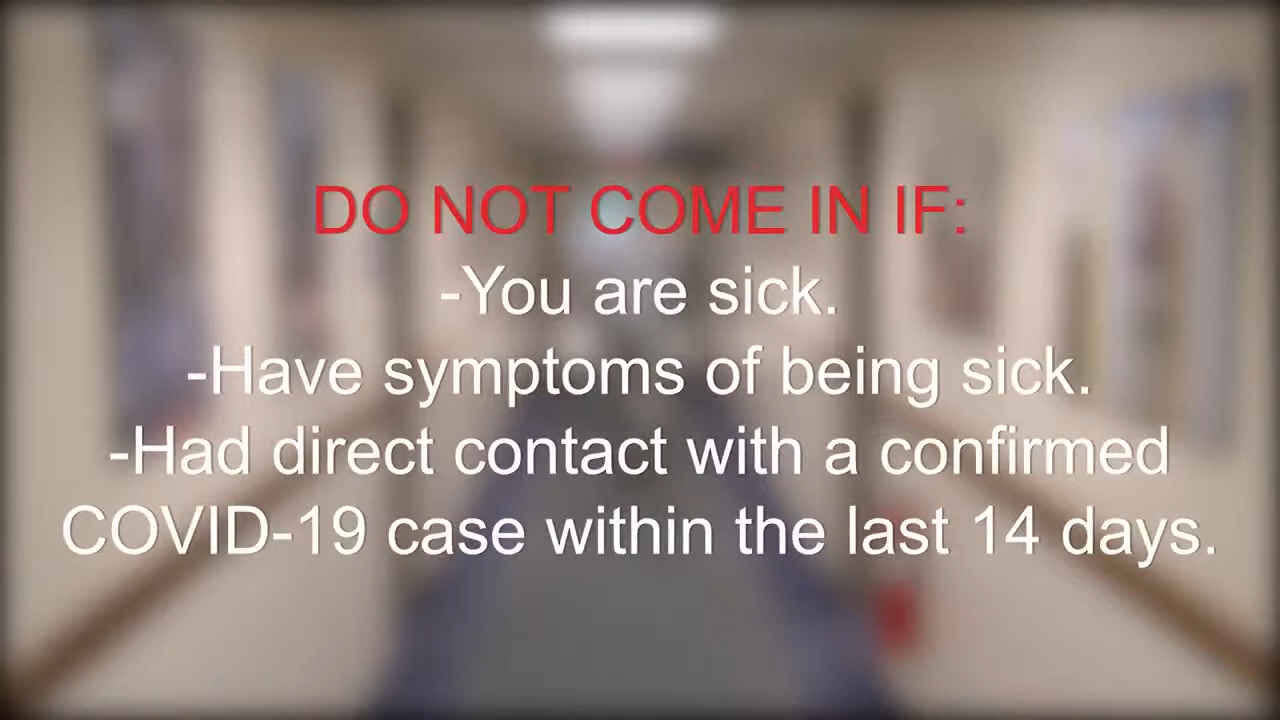 DO NOT COME IN IF:
-You are sick.
-Have symptoms of being sick.
-Had direct contact with a confirmed
COVID-19 case within the last 14 days.